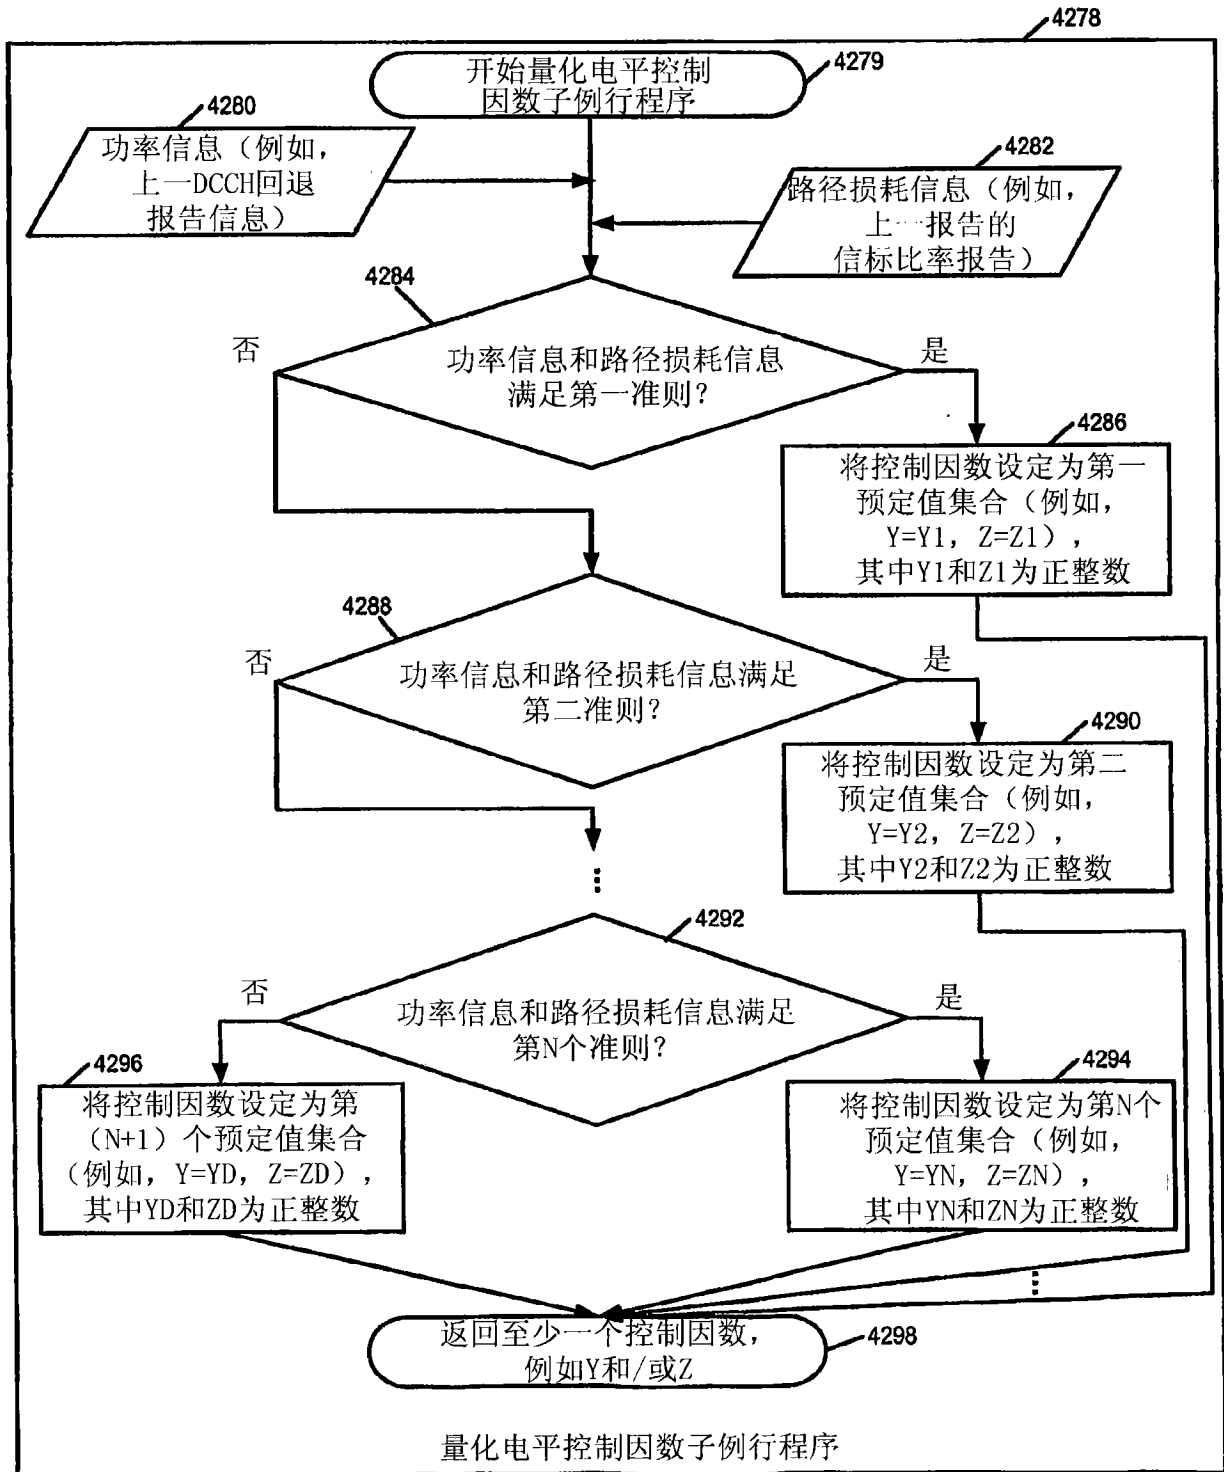 4278
开始量化电平控制
因数子例行程序
4279
4280
功率信息（例如，
上一DCCH回退
报告信息）
4282
路径损耗信息（例如，
上一报告的
信标比率报告）
4284
功率信息和路径损耗信息
满足第一准则？
否
是
4286
将控制因数设定为第一
预定值集合（例如，
Y=Y1，Z=Z1），
其中Y1和Z1为正整数
4288
功率信息和路径损耗信息满足
第二准则？
否
是
4290
将控制因数设定为第二
预定值集合（例如，
Y=Y2，Z=Z2），
其中Y2和Z2为正整数
4292
功率信息和路径损耗信息满足
第N个准则？
否
是
4296
将控制因数设定为第
（N+1）个预定值集合
（例如，Y=YD，Z=ZD），
其中YD和ZD为正整数
4294
将控制因数设定为第N个
预定值集合（例如，
Y=YN，Z=ZN），
其中YN和ZN为正整数
返回至少一个控制因数，
例如Y和/或Z
4298
量化电平控制因数子例行程序